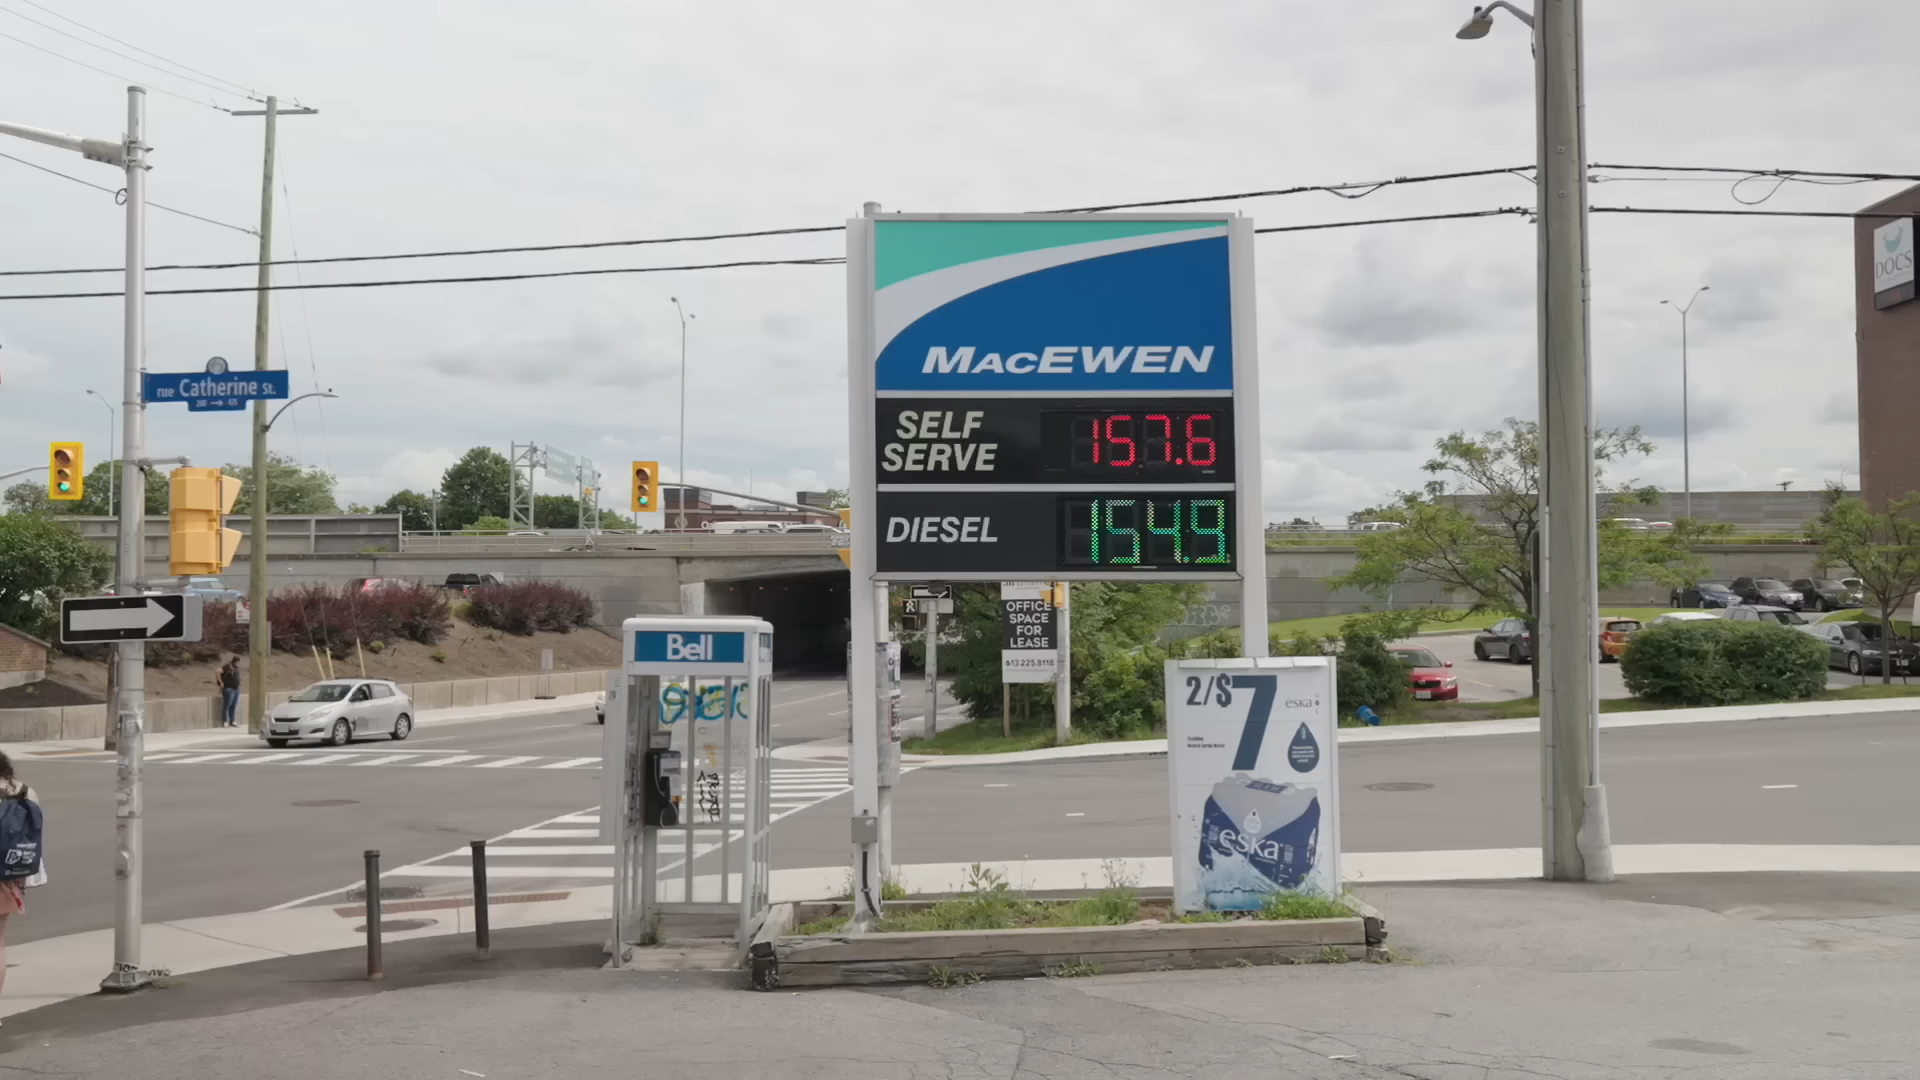 rue Catherine St.
MACEWEN
SELF
SERVE
157.6
DIESEL
154.9
DOCS
Bell
OFFICE
SPACE
FOR
LEASE
613.225.8118
2/$7
eska
eska